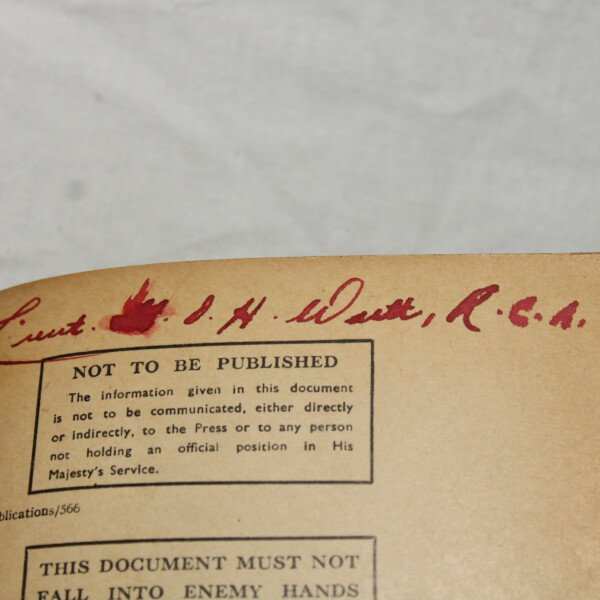 Lieut. H. Wark, R.C.A.
NOT TO BE PUBLISHED
The information given in this document
is not to be communicated, either directly
or indirectly, to the Press or to any person
not holding an official position in His
Majesty's Service.
blications/566
THIS DOCUMENT MUST NOT
FALL INTO ENEMY HANDS